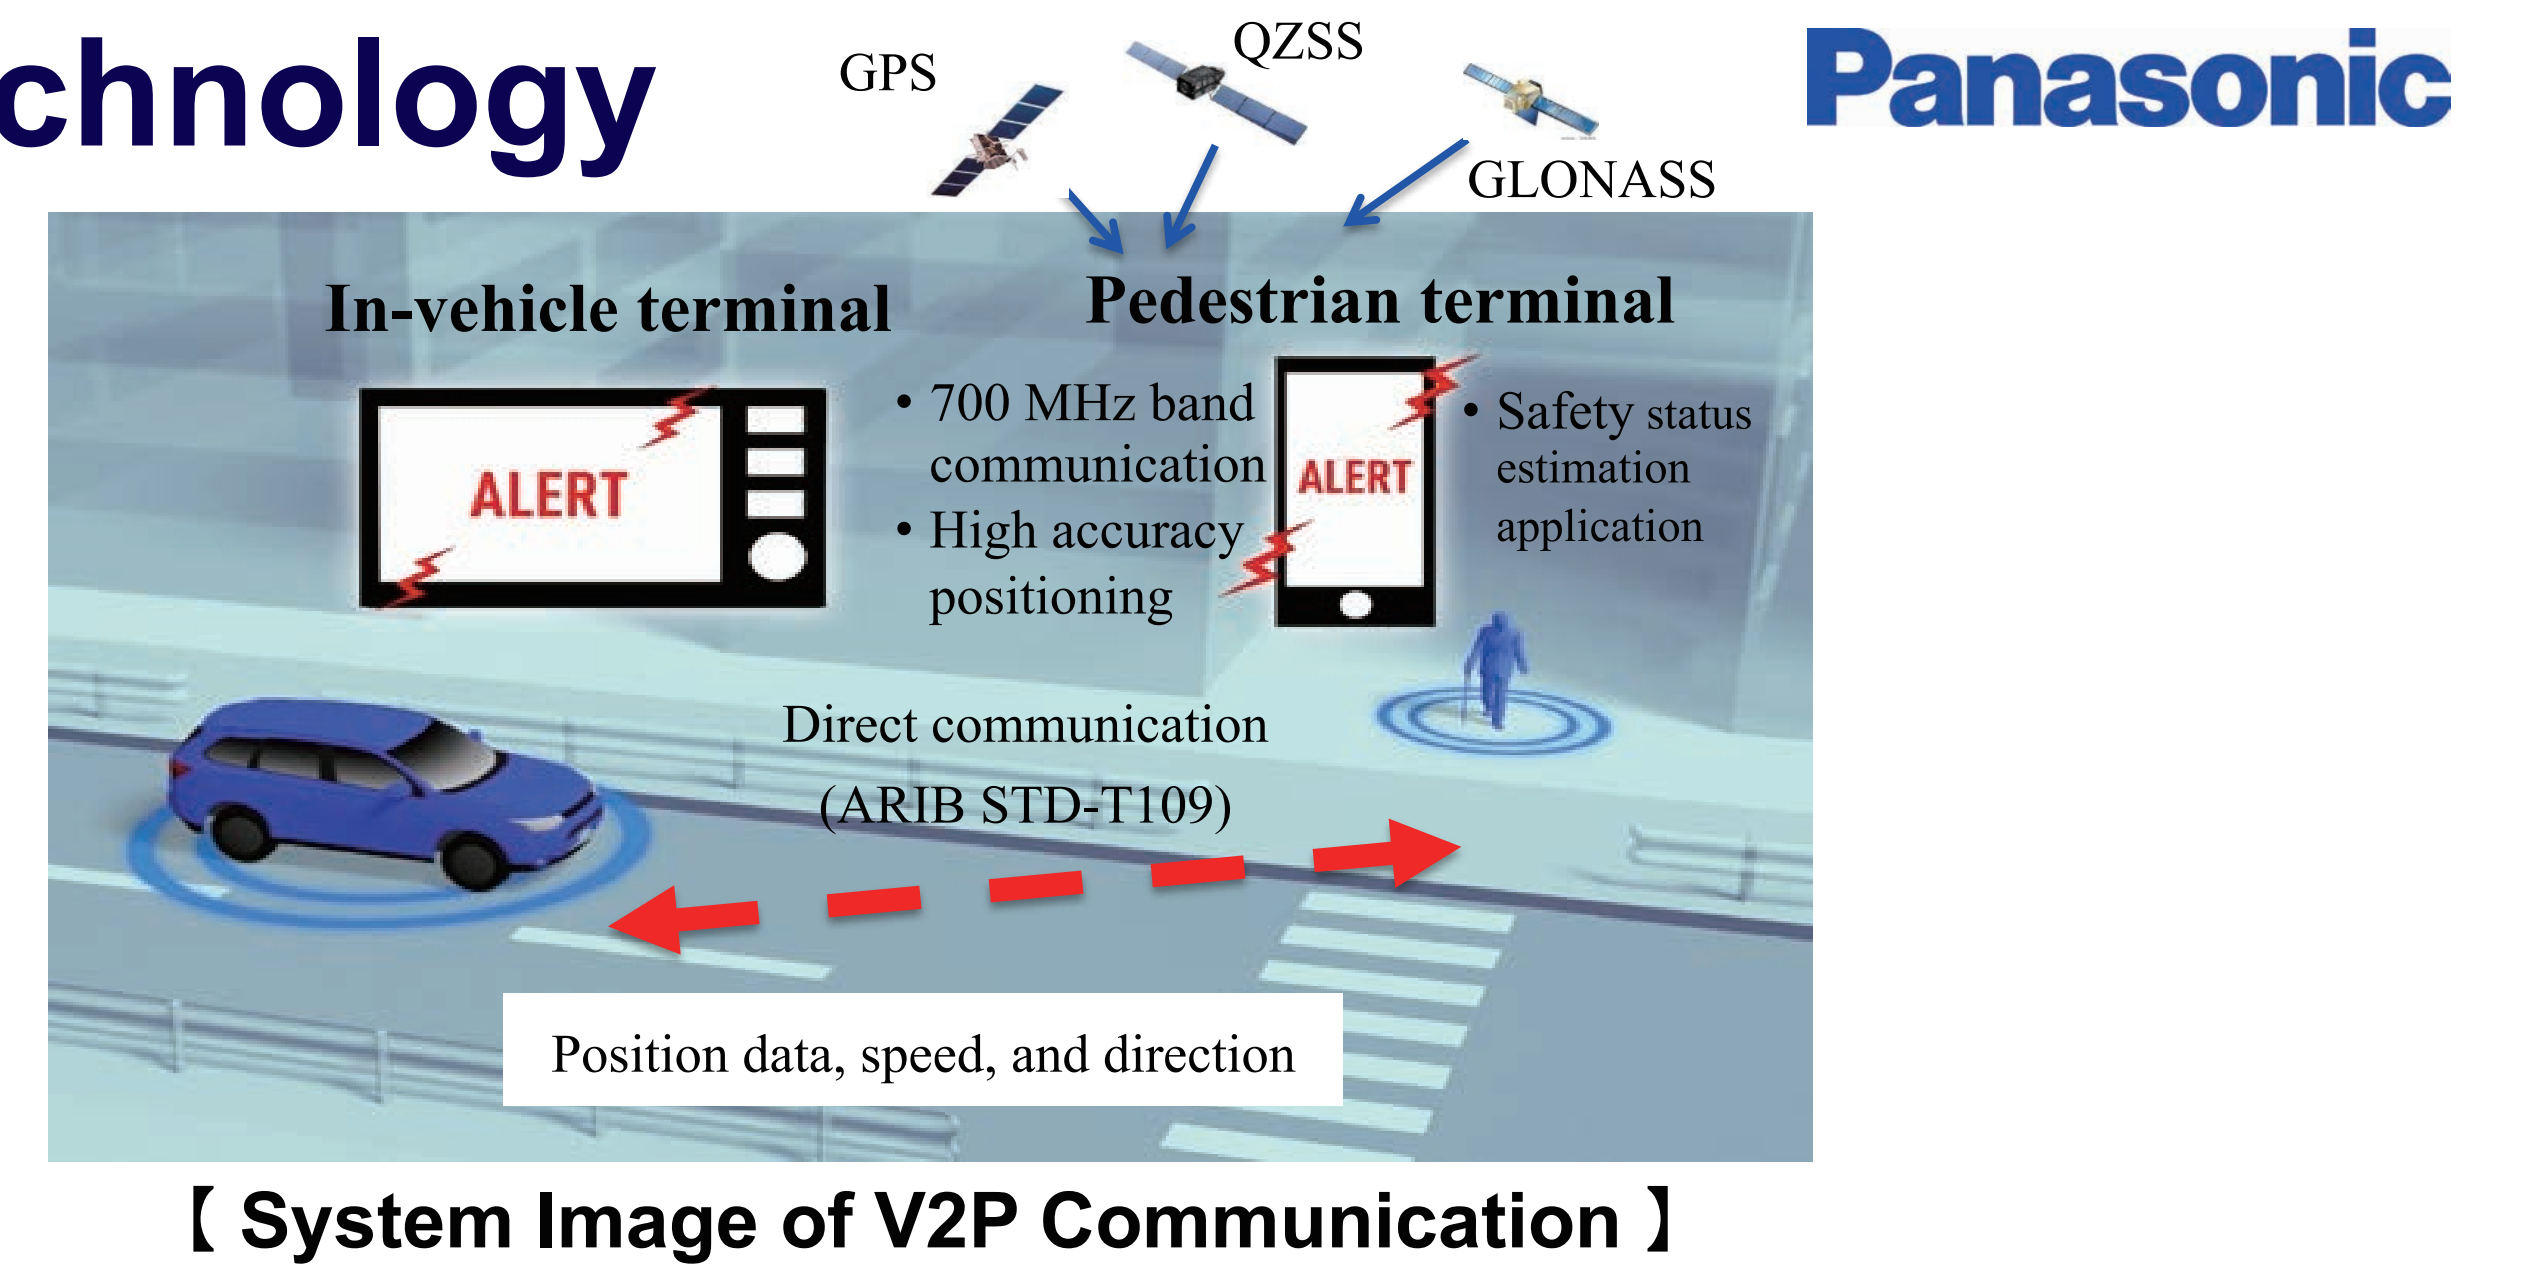 chnology
GPS
QZSS
GLONASS
Panasonic
In-vehicle terminal
Pedestrian terminal
ALERT
• 700 MHz band
communication
• High accuracy
positioning
ALERT
• Safety status
estimation
application
Direct communication
(ARIB STD-T109)
Position data, speed, and direction
【 System Image of V2P Communication 】